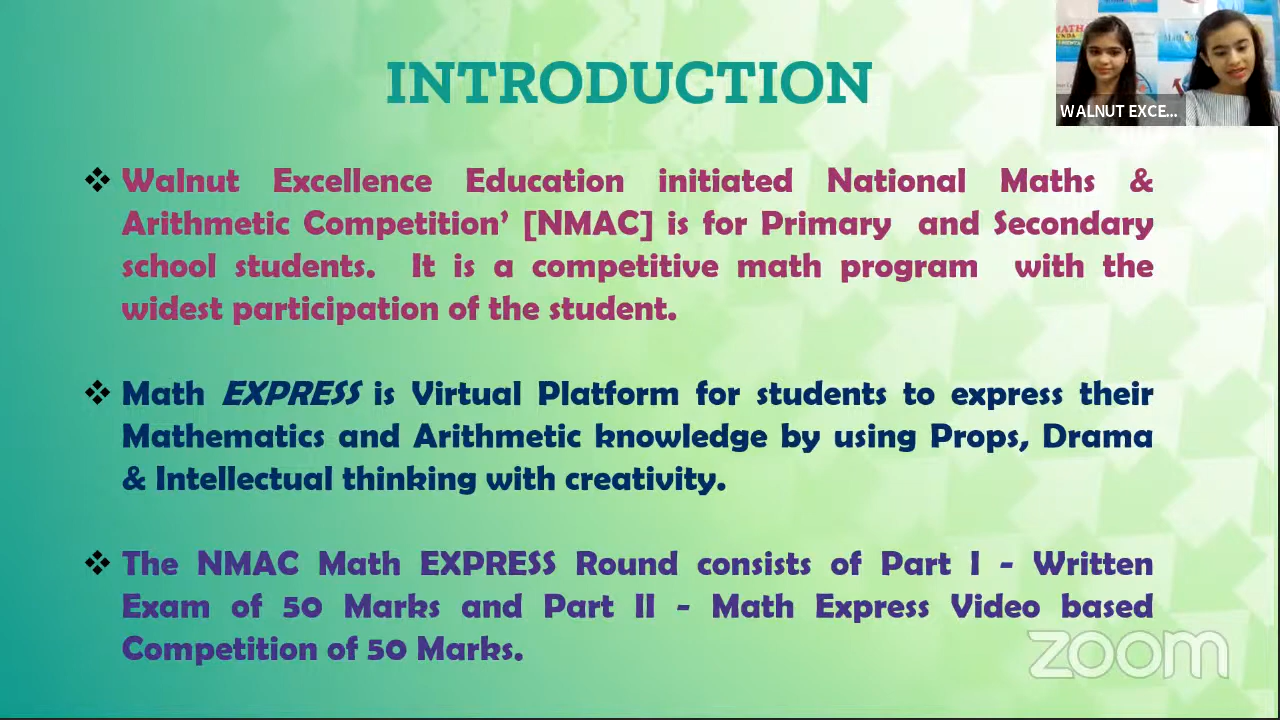 INTRODUCTION
WALNUT EXCE...
❖ Walnut Excellence Education initiated National Maths &
Arithmetic Competition’ [NMAC] is for Primary and Secondary
school students. It is a competitive math program with the
widest participation of the student.
❖ Math EXPRESS is Virtual Platform for students to express their
Mathematics and Arithmetic knowledge by using Props, Drama
& Intellectual thinking with creativity.
❖ The NMAC Math EXPRESS Round consists of Part I - Written
Exam of 50 Marks and Part II - Math Express Video based
Competition of 50 Marks.
zoom